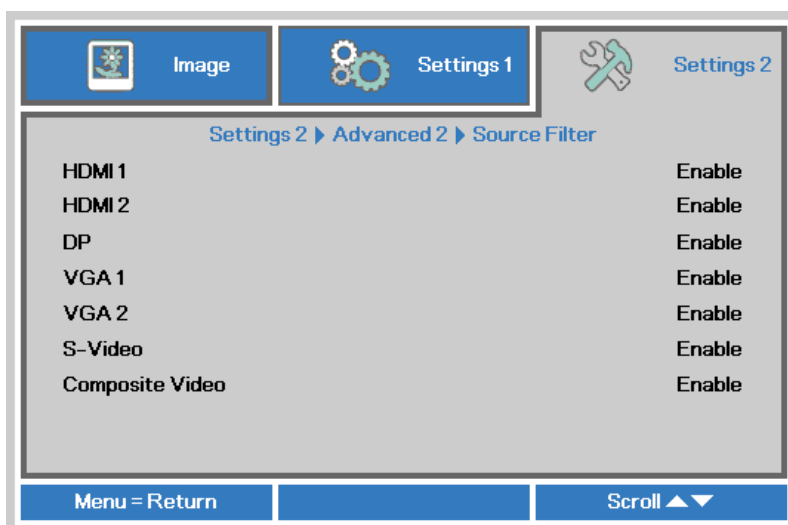 Image Settings 1 Settings 2
Settings 2 ▶ Advanced 2 ▶ Source Filter
HDMI 1 Enable
HDMI 2 Enable
DP Enable
VGA 1 Enable
VGA 2 Enable
S-Video Enable
Composite Video Enable
Menu = Return Scroll ▲▼